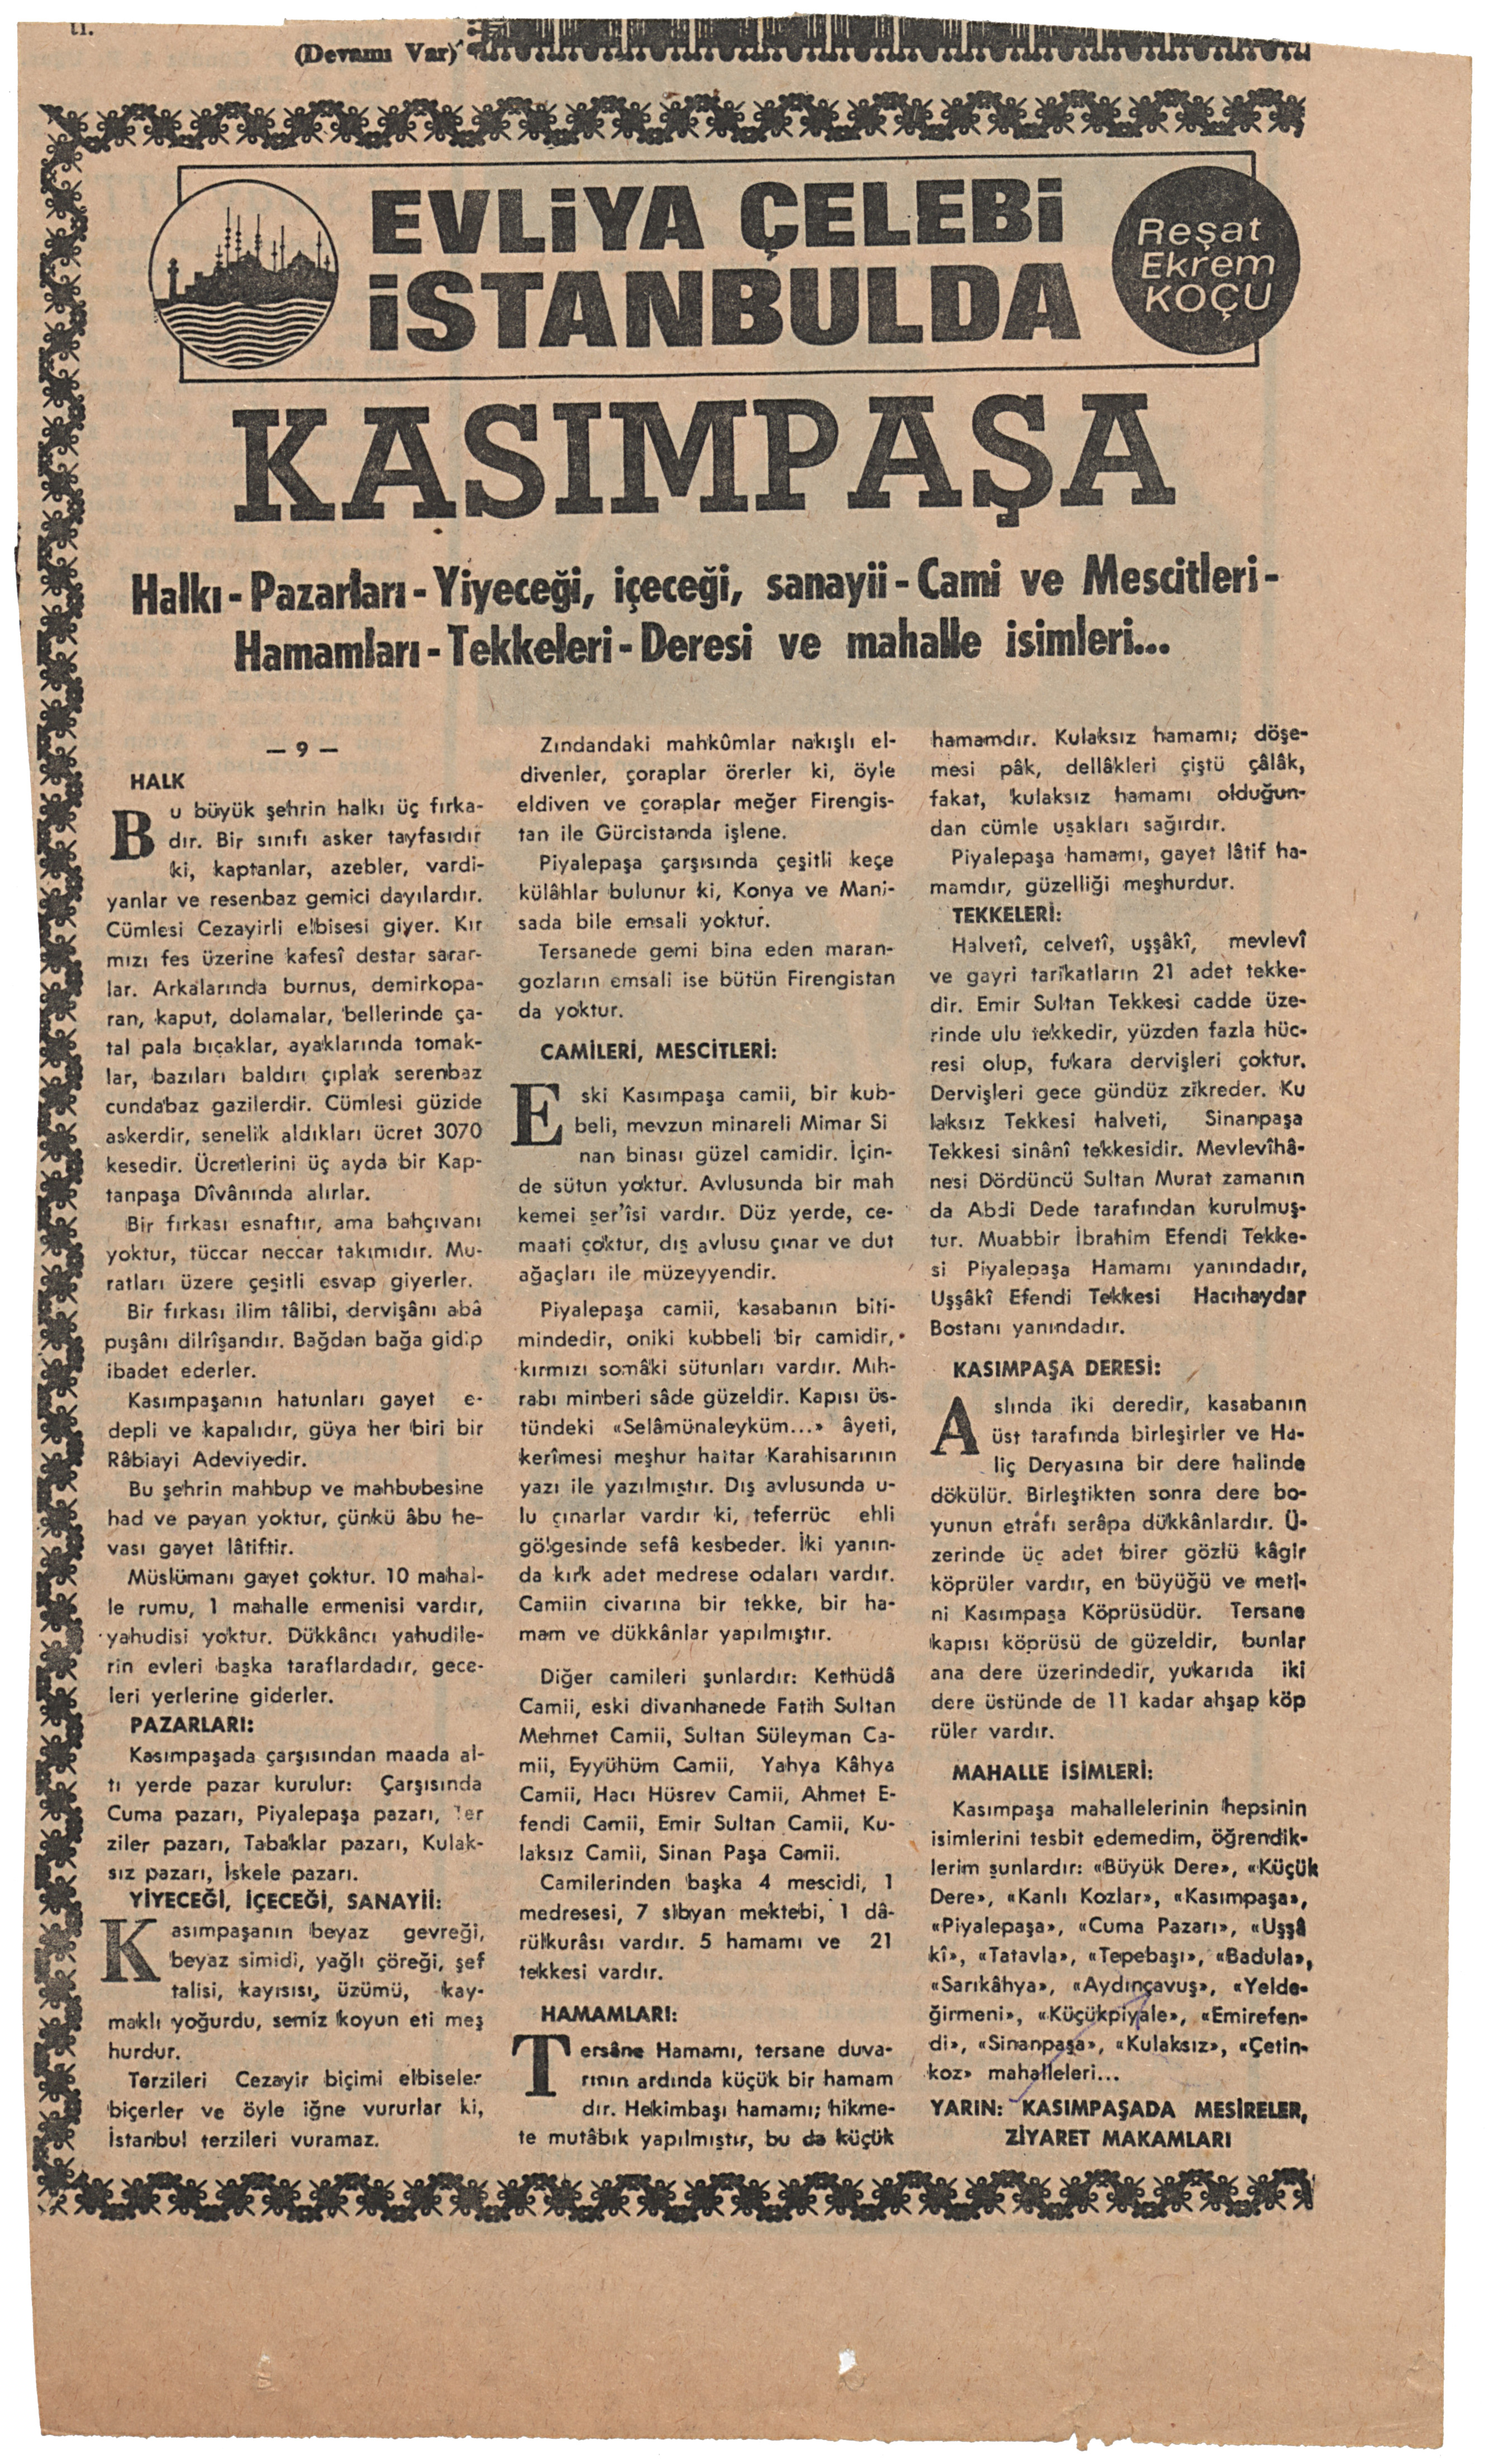 tı.
(Devamı Var)
EVLİYA ÇELEBİ
İSTANBULDA
Reşat
Ekrem
KOÇU
KASIMPAŞA
Halkı - Pazarları - Yiyeceği, içeceği, sanayii - Cami ve Mescitleri -
Hamamları - Tekkeleri - Deresi ve mahalle isimleri...
— 9 —
HALK
Bu büyük şehrin halkı üç fırka-
dır. Bir sınıfı asker tayfasıdır
ki, kaptanlar, azebler, vardi-
yanlar ve resenbaz gemici dayılardır.
Cümlesi Cezayirli elbisesi giyer. Kır
mızı fes üzerine kafesî destar sarar-
lar. Arkalarında burnus, demirkopa-
ran, kaput, dolamalar, bellerinde ça-
tal pala bıçaklar, ayaklarında tomak-
lar, bazıları baldırı çıplak serenbaz
cundabaz gazilerdir. Cümlesi güzide
askerdir, senelik aldıkları ücret 3070
kesedir. Ücretlerini üç ayda bir Kap-
tanpaşa Dîvânında alırlar.
Bir fırkası esnaftır, ama bahçıvanı
yoktur, tüccar neccar takımıdır. Mu-
ratları üzere çeşitli esvap giyerler.
Bir fırkası ilim tâlibi, dervişânı abâ
puşânı dilrîşandır. Bağdan bağa gidip
ibadet ederler.
Kasımpaşanın hatunları gayet e-
depli ve kapalıdır, güya her biri bir
Râbiayi Adeviyedir.
Bu şehrin mahbup ve mahbubesine
had ve payan yoktur, çünkü âbu he-
vası gayet lâtiftir.
Müslümanı gayet çoktur. 10 mahal-
le rumu, 1 mahalle ermenisi vardır,
yahudisi yoktur. Dükkâncı yahudile-
rin evleri başka taraflardadır, gece-
leri yerlerine giderler.
PAZARLARI:
Kasımpaşada çarşısından maada al-
tı yerde pazar kurulur: Çarşısında
Cuma pazarı, Piyalepaşa pazarı, Ter
ziler pazarı, Tabaklar pazarı, Kulak-
sız pazarı, İskele pazarı.
YİYECEĞİ, İÇECEĞİ, SANAYİİ:
Kasımpaşanın beyaz gevreği,
beyaz simidi, yağlı çöreği, şef
talisi, kayısısı, üzümü, kay-
maklı yoğurdu, semiz koyun eti meş
hurdur.
Terzileri Cezayir biçimi elbiseler
biçerler ve öyle iğne vururlar ki,
İstanbul terzileri vuramaz.
Zındandaki mahkûmlar nakışlı el-
divenler, çoraplar örerler ki, öyle
eldiven ve çoraplar meğer Firengis-
tan ile Gürcistanda işlene.
Piyalepaşa çarşısında çeşitli keçe
külâhlar bulunur ki, Konya ve Mani-
sada bile emsali yoktur.
Tersanede gemi bina eden maran-
gozların emsali ise bütün Firengistan
da yoktur.
CAMİLERİ, MESCİTLERİ:
Eski Kasımpaşa camii, bir kub-
beli, mevzun minareli Mimar Si
nan binası güzel camidir. İçin-
de sütun yoktur. Avlusunda bir mah
kemei şer'îsi vardır. Düz yerde, ce-
maati çoktur, dış avlusu çınar ve dut
ağaçları ile müzeyyendir.
Piyalepaşa camii, kasabanın biti-
mindedir, oniki kubbeli bir camidir,
kırmızı somâki sütunları vardır. Mıh-
rabı minberi sâde güzeldir. Kapısı üs-
tündeki «Selâmünaleyküm...» âyeti,
kerîmesi meşhur hattar Karahisarının
yazı ile yazılmıştır. Dış avlusunda u-
lu çınarlar vardır ki, teferrüc ehli
gölgesinde sefâ kesbeder. İki yanın-
da kırk adet medrese odaları vardır.
Camiin civarına bir tekke, bir ha-
mam ve dükkânlar yapılmıştır.
Diğer camileri şunlardır: Kethüdâ
Camii, eski divanhanede Fatih Sultan
Mehmet Camii, Sultan Süleyman Ca-
mii, Eyyühüm Camii, Yahya Kâhya
Camii, Hacı Hüsrev Camii, Ahmet E-
fendi Camii, Emir Sultan Camii, Ku-
laksız Camii, Sinan Paşa Camii.
Camilerinden başka 4 mescidi, 1
medresesi, 7 sıbyan mektebi, 1 dâ-
rülkurâsı vardır. 5 hamamı ve 21
tekkesi vardır.
HAMAMLARI:
Tersâne Hamamı, tersane duva-
rının ardında küçük bir hamam
dır. Hekimbaşı hamamı; hikme-
te mutâbık yapılmıştır, bu da küçük
hamamdır. Kulaksız hamamı; döşe-
mesi pâk, dellâkleri çiştü çâlâk,
fakat, kulaksız hamamı olduğun-
dan cümle uşakları sağırdır.
Piyalepaşa hamamı, gayet lâtif ha-
mamdır, güzelliği meşhurdur.
TEKKELERİ:
Halvetî, celvetî, uşşâkî, mevlevî
ve gayri tarîkatların 21 adet tekke-
dir. Emir Sultan Tekkesi cadde üze-
rinde ulu tekkedir, yüzden fazla hüc-
resi olup, fukara dervişleri çoktur.
Dervişleri gece gündüz zikreder. Ku
laksız Tekkesi halveti, Sinanpaşa
Tekkesi sinânî tekkesidir. Mevlevîhâ-
nesi Dördüncü Sultan Murat zamanın
da Abdi Dede tarafından kurulmuş-
tur. Muabbir İbrahim Efendi Tekke-
si Piyalepaşa Hamamı yanındadır,
Uşşâkî Efendi Tekkesi Hacıhaydar
Bostanı yanındadır.
KASIMPAŞA DERESİ:
Aslında iki deredir, kasabanın
üst tarafında birleşirler ve Ha-
liç Deryasına bir dere halinde
dökülür. Birleştikten sonra dere bo-
yunun etrafı serâpa dükkânlardır. Ü-
zerinde üç adet birer gözlü kâgir
köprüler vardır, en büyüğü ve meti-
ni Kasımpaşa Köprüsüdür. Tersane
kapısı köprüsü de güzeldir, bunlar
ana dere üzerindedir, yukarıda iki
dere üstünde de 11 kadar ahşap köp
rüler vardır.
MAHALLE İSİMLERİ:
Kasımpaşa mahallelerinin hepsinin
isimlerini tesbit edemedim, öğrendik-
lerim şunlardır: «Büyük Dere», «Küçük
Dere», «Kanlı Kozlar», «Kasımpaşa»,
«Piyalepaşa», «Cuma Pazarı», «Uşşâ
kî», «Tatavla», «Tepebaşı», «Badula»,
«Sarıkâhya», «Aydınçavuş», «Yelde-
ğirmeni», «Küçükpiyale», «Emirefen-
di», «Sinanpaşa», «Kulaksız», «Çetin-
koz» mahalleleri...
YARIN: KASIMPAŞADA MESİRELER,
ZİYARET MAKAMLARI